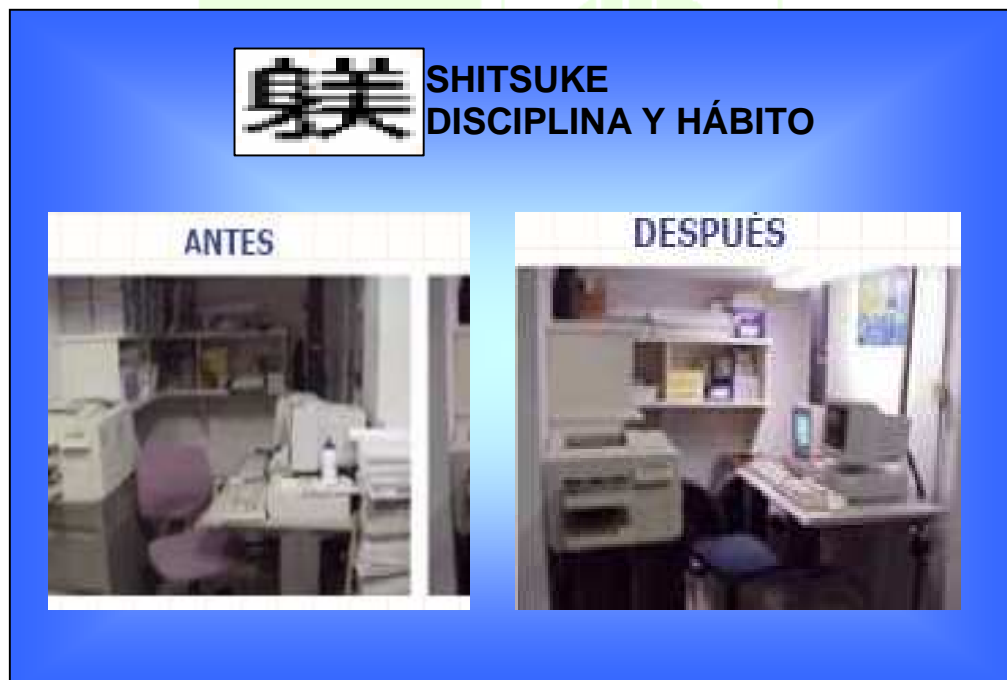 躾
SHITSUKE
DISCIPLINA Y HÁBITO
ANTES
DESPUÉS